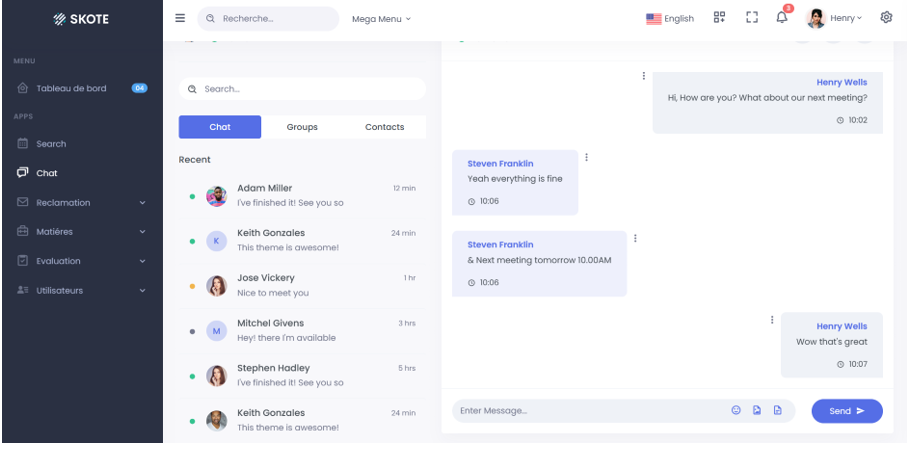 SKOTE
Recherche...
Mega Menu
English
3
Henry
MENU
Tableau de bord
04
APPS
Search
Chat
Reclamation
Matiéres
Evaluation
Utilisateurs
Search...
Chat
Groups
Contacts
Recent
Adam Miller
12 min
I've finished it! See you so
K
Keith Gonzales
24 min
This theme is awesome!
Jose Vickery
1 hr
Nice to meet you
M
Mitchel Givens
3 hrs
Hey! there I'm available
Stephen Hadley
5 hrs
I've finished it! See you so
Keith Gonzales
24 min
This theme is awesome!
Henry Wells
Hi, How are you? What about our next meeting?
10:02
Steven Franklin
Yeah everything is fine
10:06
Steven Franklin
& Next meeting tomorrow 10.00AM
10:06
Henry Wells
Wow that's great
10:07
Enter Message...
Send